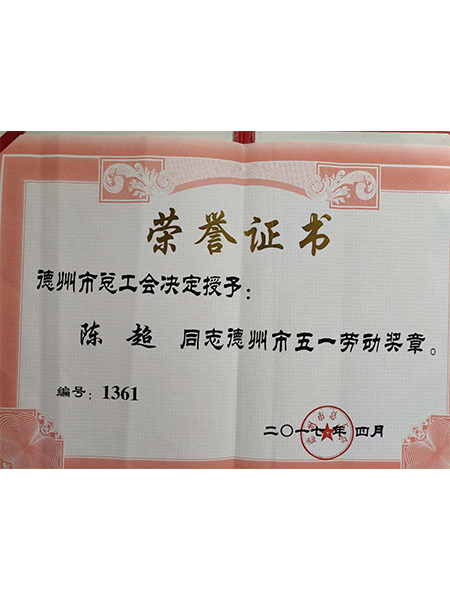 荣誉证书
德州市总工会决定授予：
陈超 同志德州市五一劳动奖章。
编号：1361
二〇一七年四月